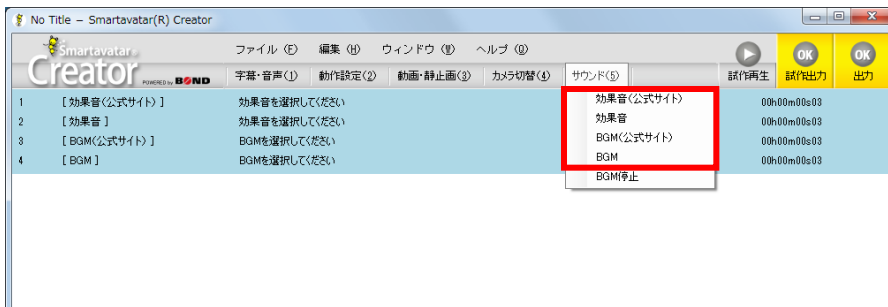 No Title – Smartavatar(R) Creator
Smartavatar
Creator POWERED by BOND
ファイル (F) 編集 (H) ウィンドウ (W) ヘルプ (Q)
字幕・音声(1) 動作設定(2) 動画・静止画(3) カメラ切替(4) サウンド(5)
OK OK
試作再生 試作出力 出力
1 [ 効果音(公式サイト) ] 効果音を選択してください 00h00m00s03
2 [ 効果音 ] 効果音を選択してください 00h00m00s03
3 [ BGM(公式サイト) ] BGMを選択してください 00h00m00s03
4 [ BGM ] BGMを選択してください 00h00m00s03
効果音(公式サイト)
効果音
BGM(公式サイト)
BGM
BGM停止